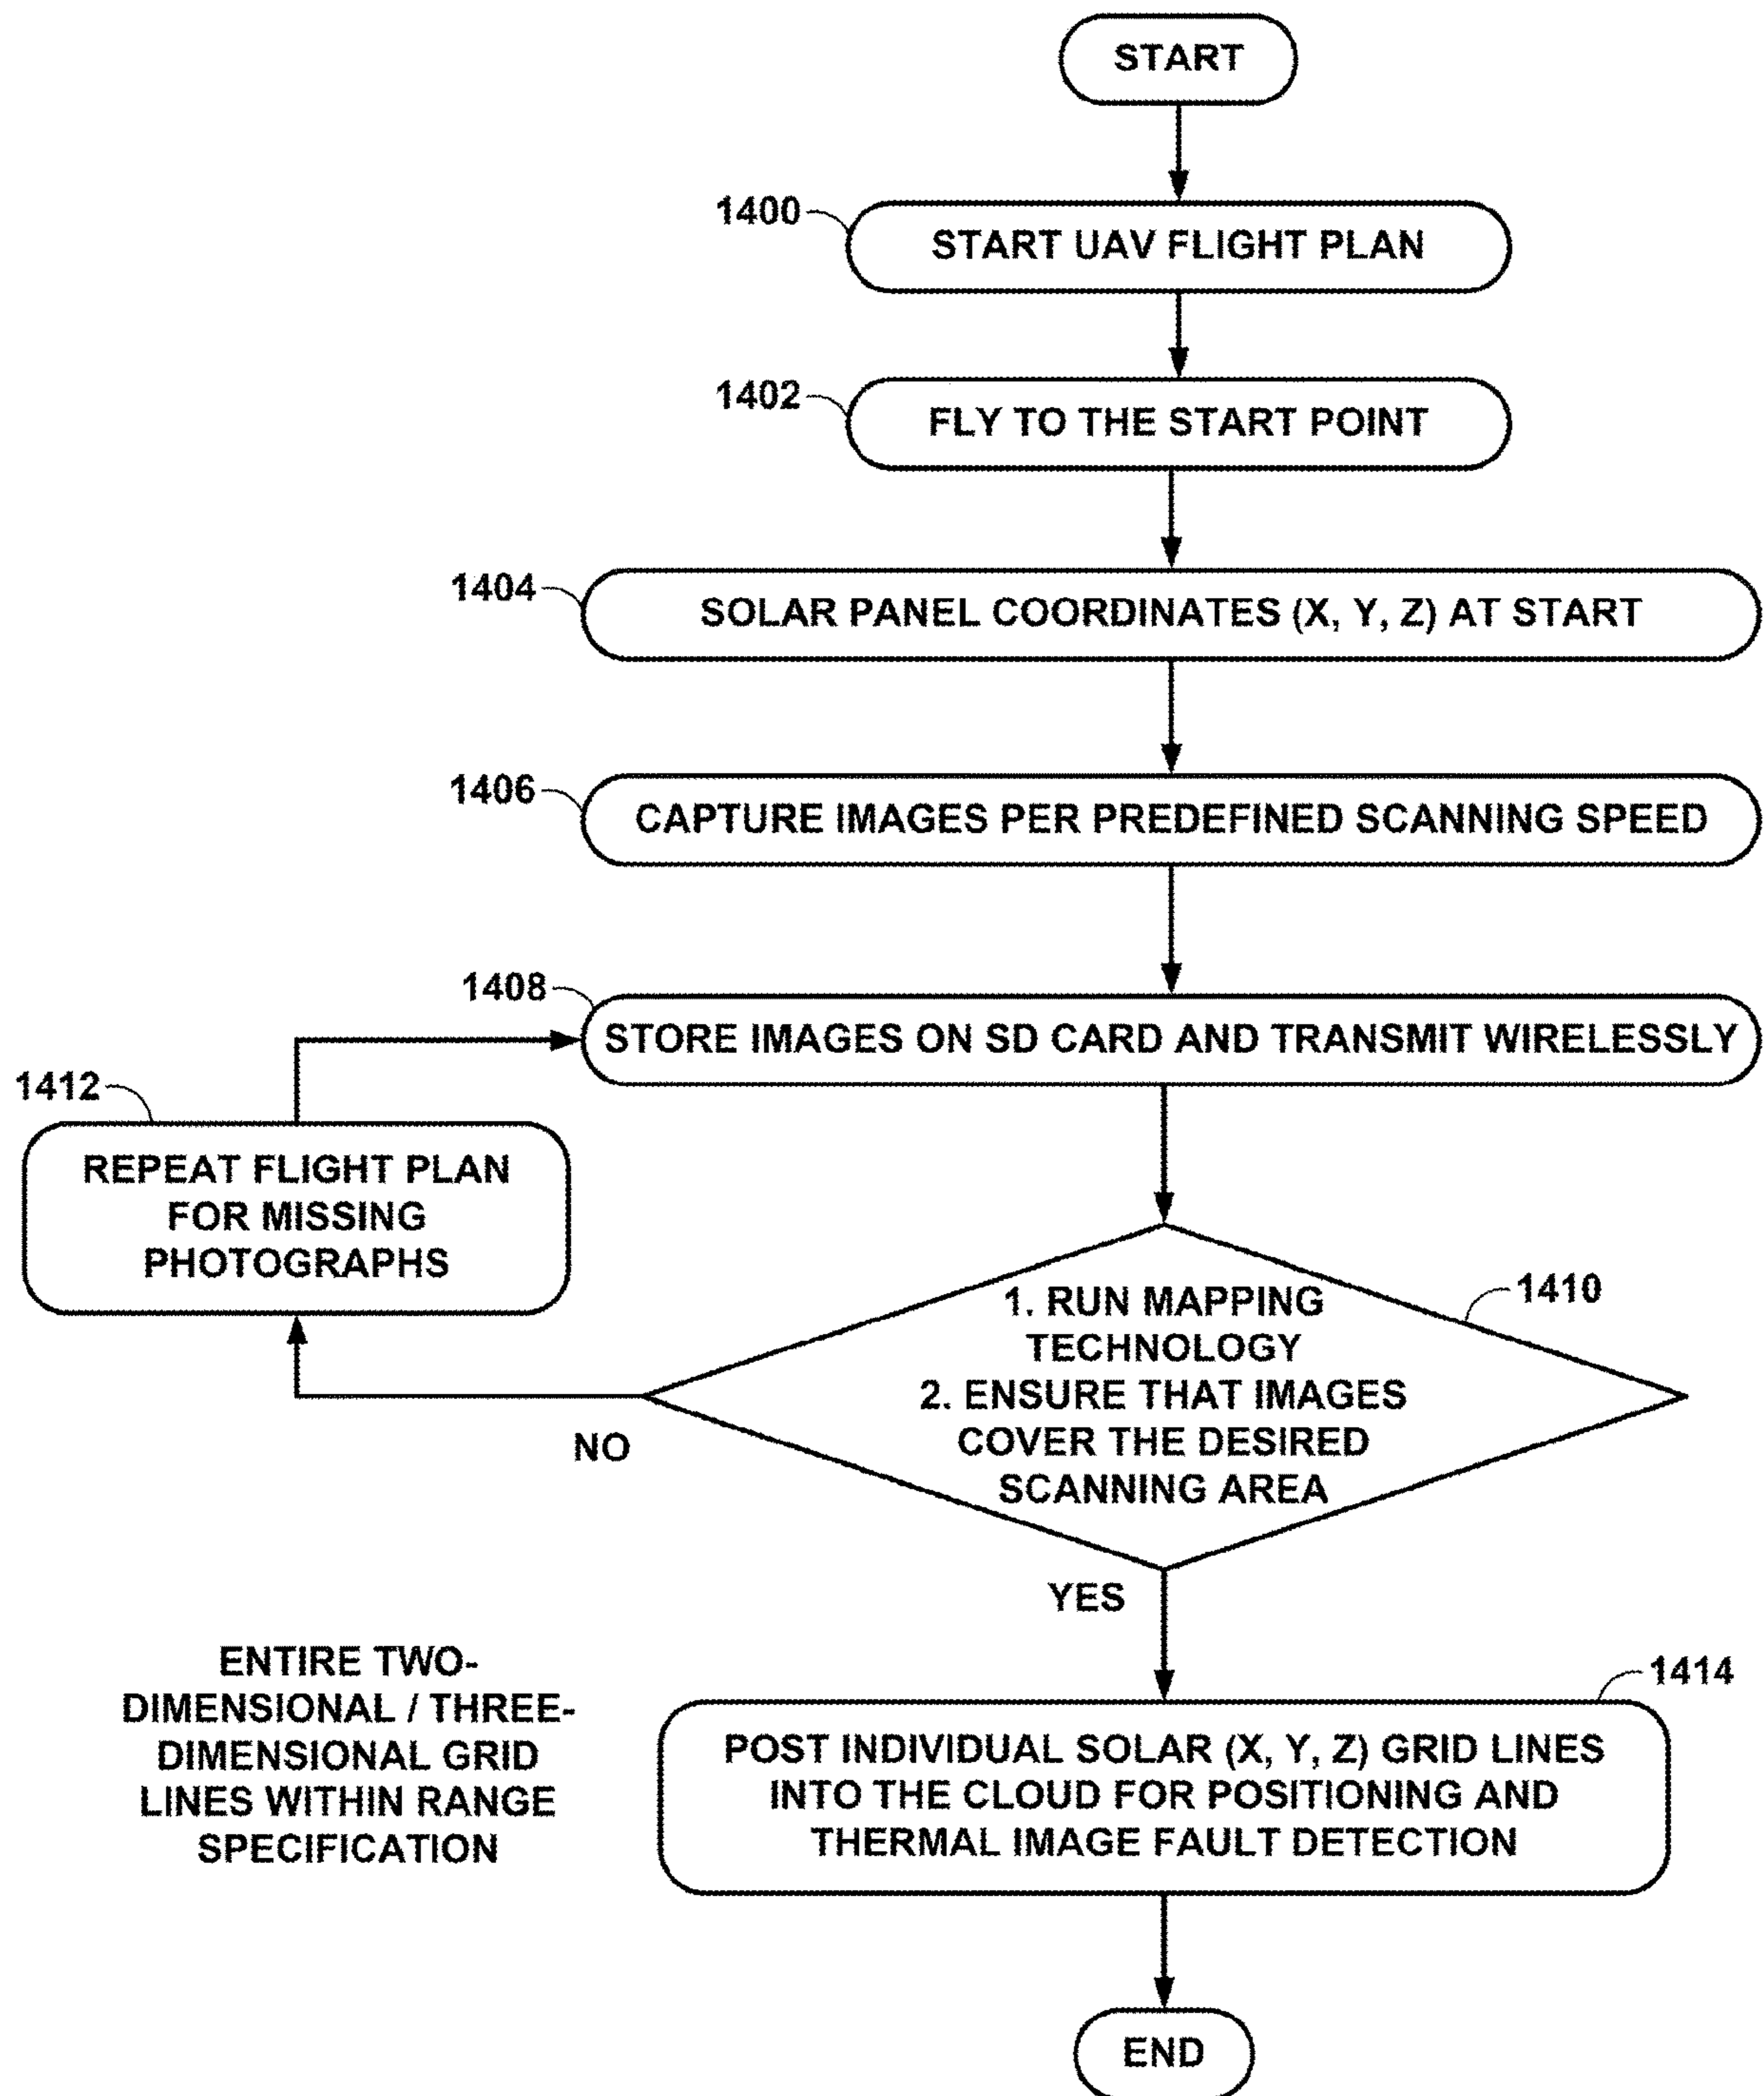 START
1400
START UAV FLIGHT PLAN
1402
FLY TO THE START POINT
1404
SOLAR PANEL COORDINATES (X, Y, Z) AT START
1406
CAPTURE IMAGES PER PREDEFINED SCANNING SPEED
1408
STORE IMAGES ON SD CARD AND TRANSMIT WIRELESSLY
1412
REPEAT FLIGHT PLAN
FOR MISSING
PHOTOGRAPHS
1410
1. RUN MAPPING
TECHNOLOGY
2. ENSURE THAT IMAGES
COVER THE DESIRED
SCANNING AREA
NO
YES
ENTIRE TWO-
DIMENSIONAL / THREE-
DIMENSIONAL GRID
LINES WITHIN RANGE
SPECIFICATION
1414
POST INDIVIDUAL SOLAR (X, Y, Z) GRID LINES
INTO THE CLOUD FOR POSITIONING AND
THERMAL IMAGE FAULT DETECTION
END